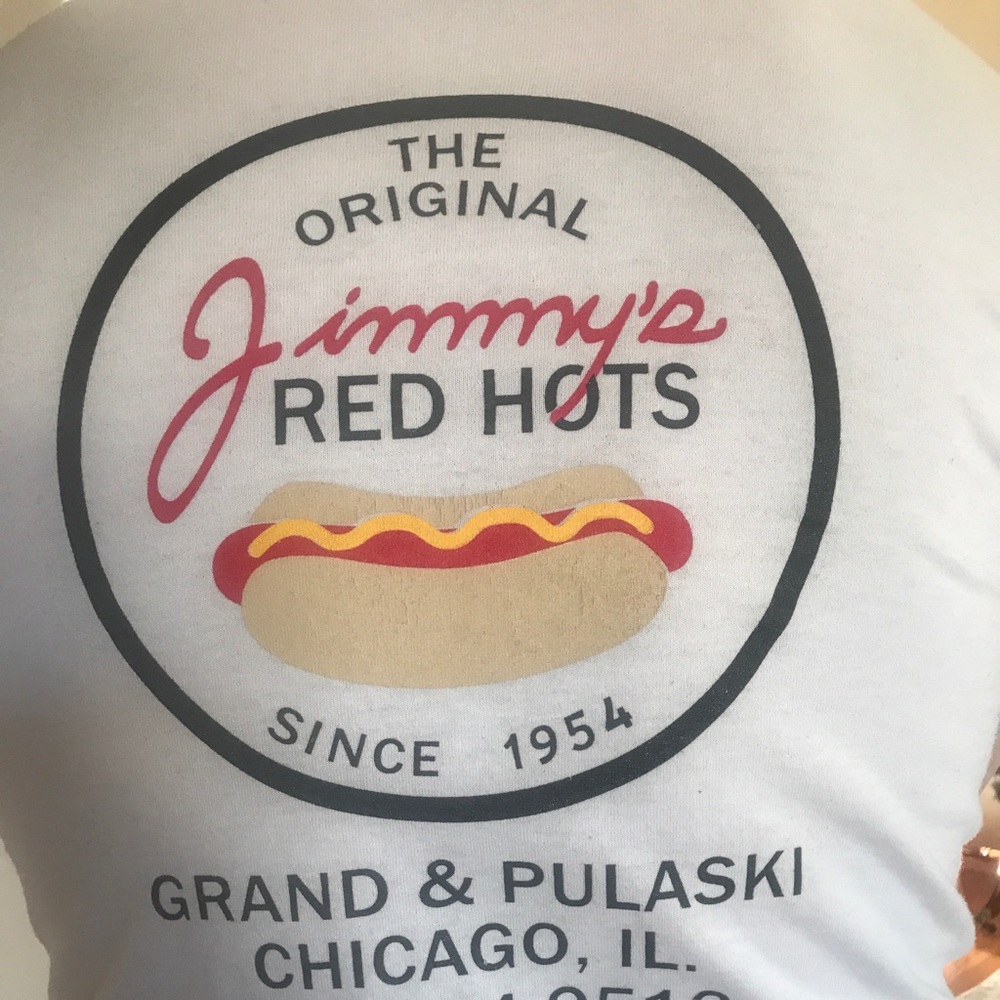 THE
ORIGINAL
Jimmy's
RED HOTS
SINCE 1954
GRAND & PULASKI
CHICAGO, IL.